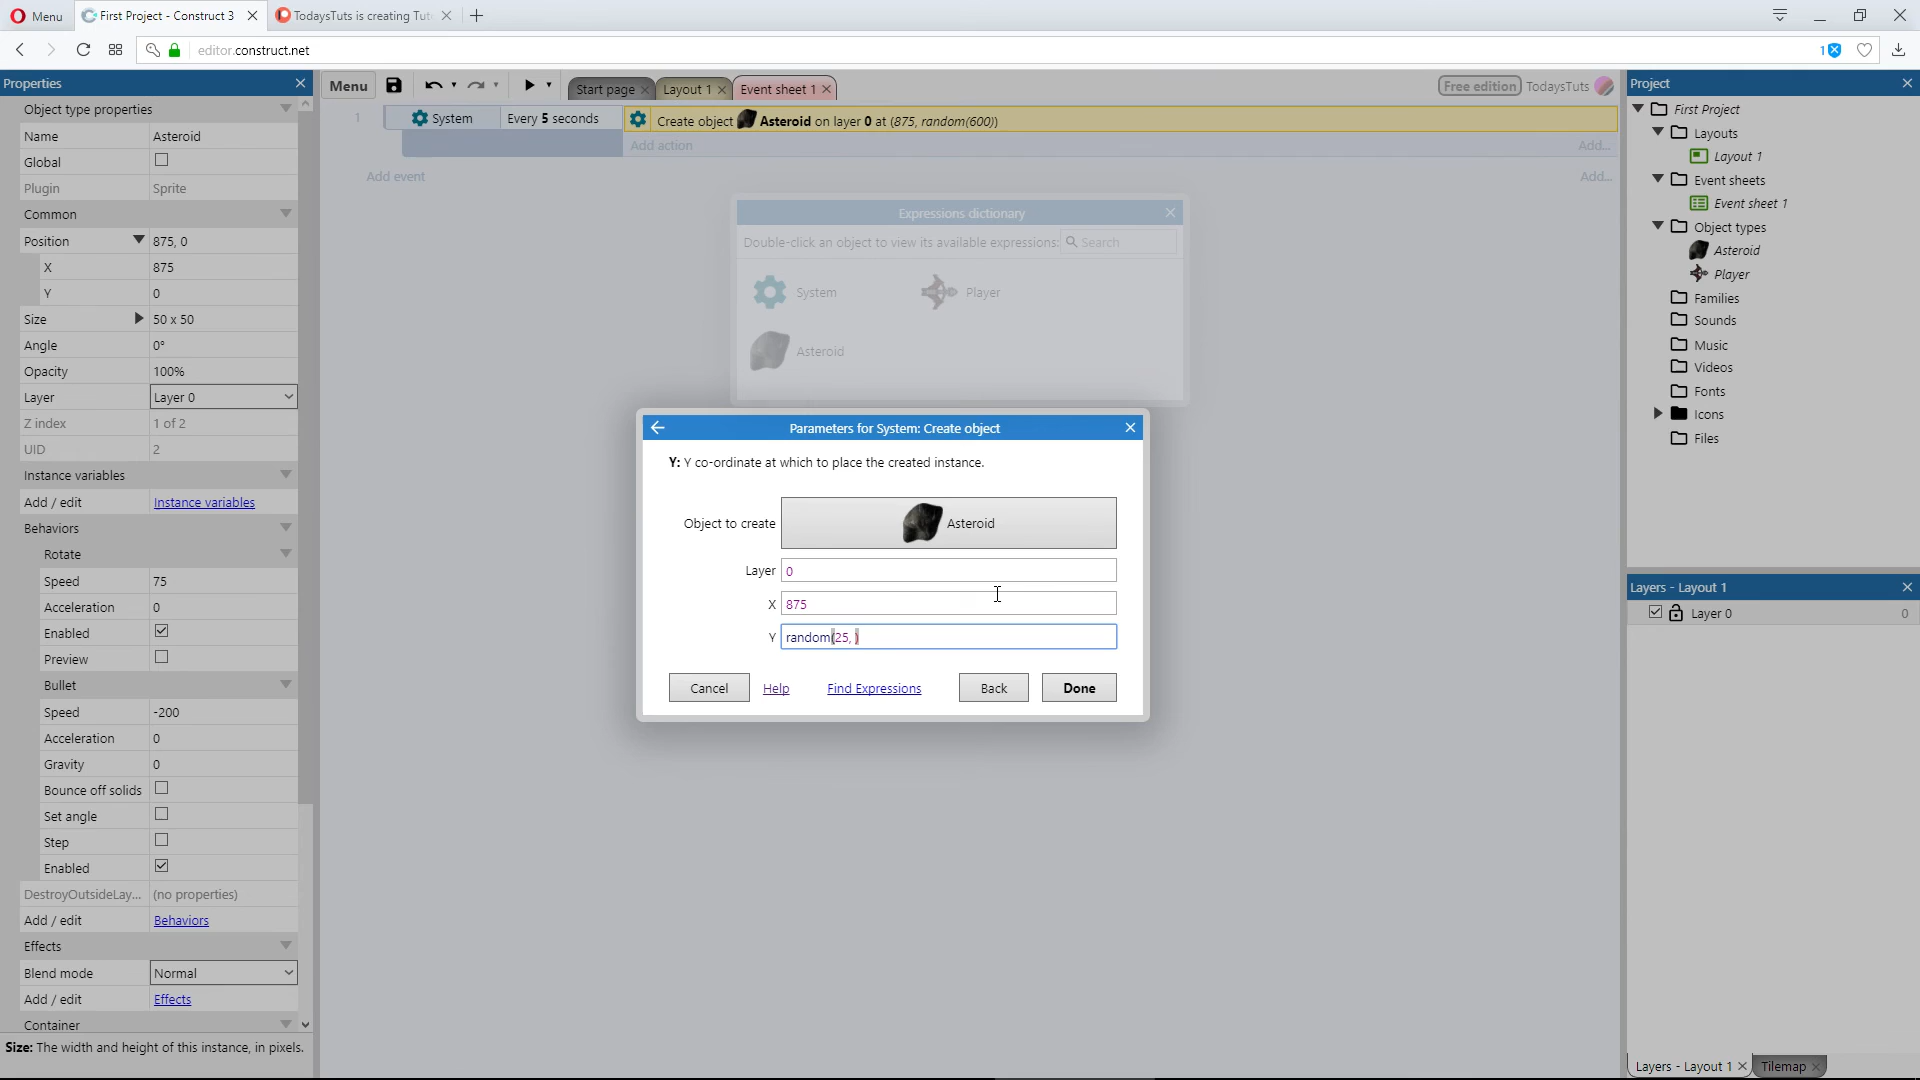 Menu
First Project - Construct 3
TodaysTuts is creating Tut
editor.construct.net
1
Properties
Object type properties
Name Asteroid
Global
Plugin Sprite
Common
Position 875, 0
X 875
Y 0
Size 50 x 50
Angle 0°
Opacity 100%
Layer Layer 0
Z index 1 of 2
UID 2
Instance variables
Add / edit Instance variables
Behaviors
Rotate
Speed 75
Acceleration 0
Enabled
Preview
Bullet
Speed -200
Acceleration 0
Gravity 0
Bounce off solids
Set angle
Step
Enabled
DestroyOutsideLay... (no properties)
Add / edit Behaviors
Effects
Blend mode Normal
Add / edit Effects
Container
Size: The width and height of this instance, in pixels.
Menu
Start page
Layout 1
Event sheet 1
Free edition TodaysTuts
1 System Every 5 seconds Create object Asteroid on layer 0 at (875, random(600))
Add action Add...
Add event Add...
Expressions dictionary
Double-click an object to view its available expressions: Search
System Player
Asteroid
Parameters for System: Create object
Y: Y co-ordinate at which to place the created instance.
Object to create Asteroid
Layer 0
X 875
Y random(25, )
Cancel Help Find Expressions Back Done
Project
First Project
Layouts
Layout 1
Event sheets
Event sheet 1
Object types
Asteroid
Player
Families
Sounds
Music
Videos
Fonts
Icons
Files
Layers - Layout 1
Layer 0 0
Layers - Layout 1 Tilemap